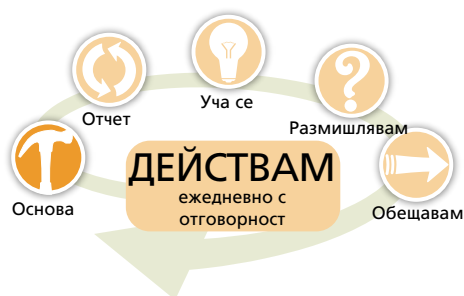 Основа
Отчет
Уча се
Размишлявам
Обещавам
ДЕЙСТВАМ
ежедневно с
отговорност